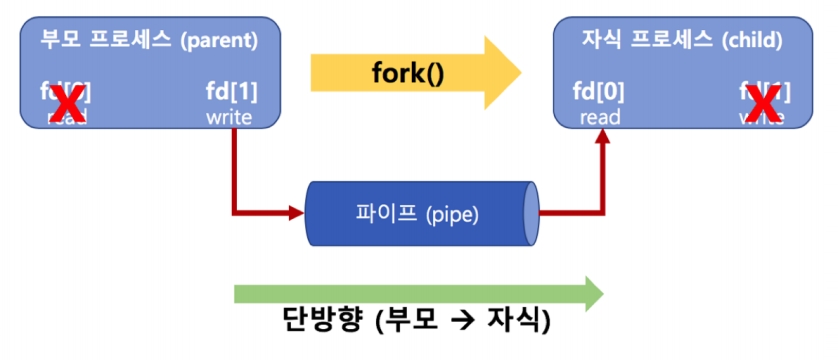 부모 프로세스 (parent)
fd[0] fd[1]
read write
fork()
자식 프로세스 (child)
fd[0] fd[1]
read write
파이프 (pipe)
단방향 (부모 → 자식)